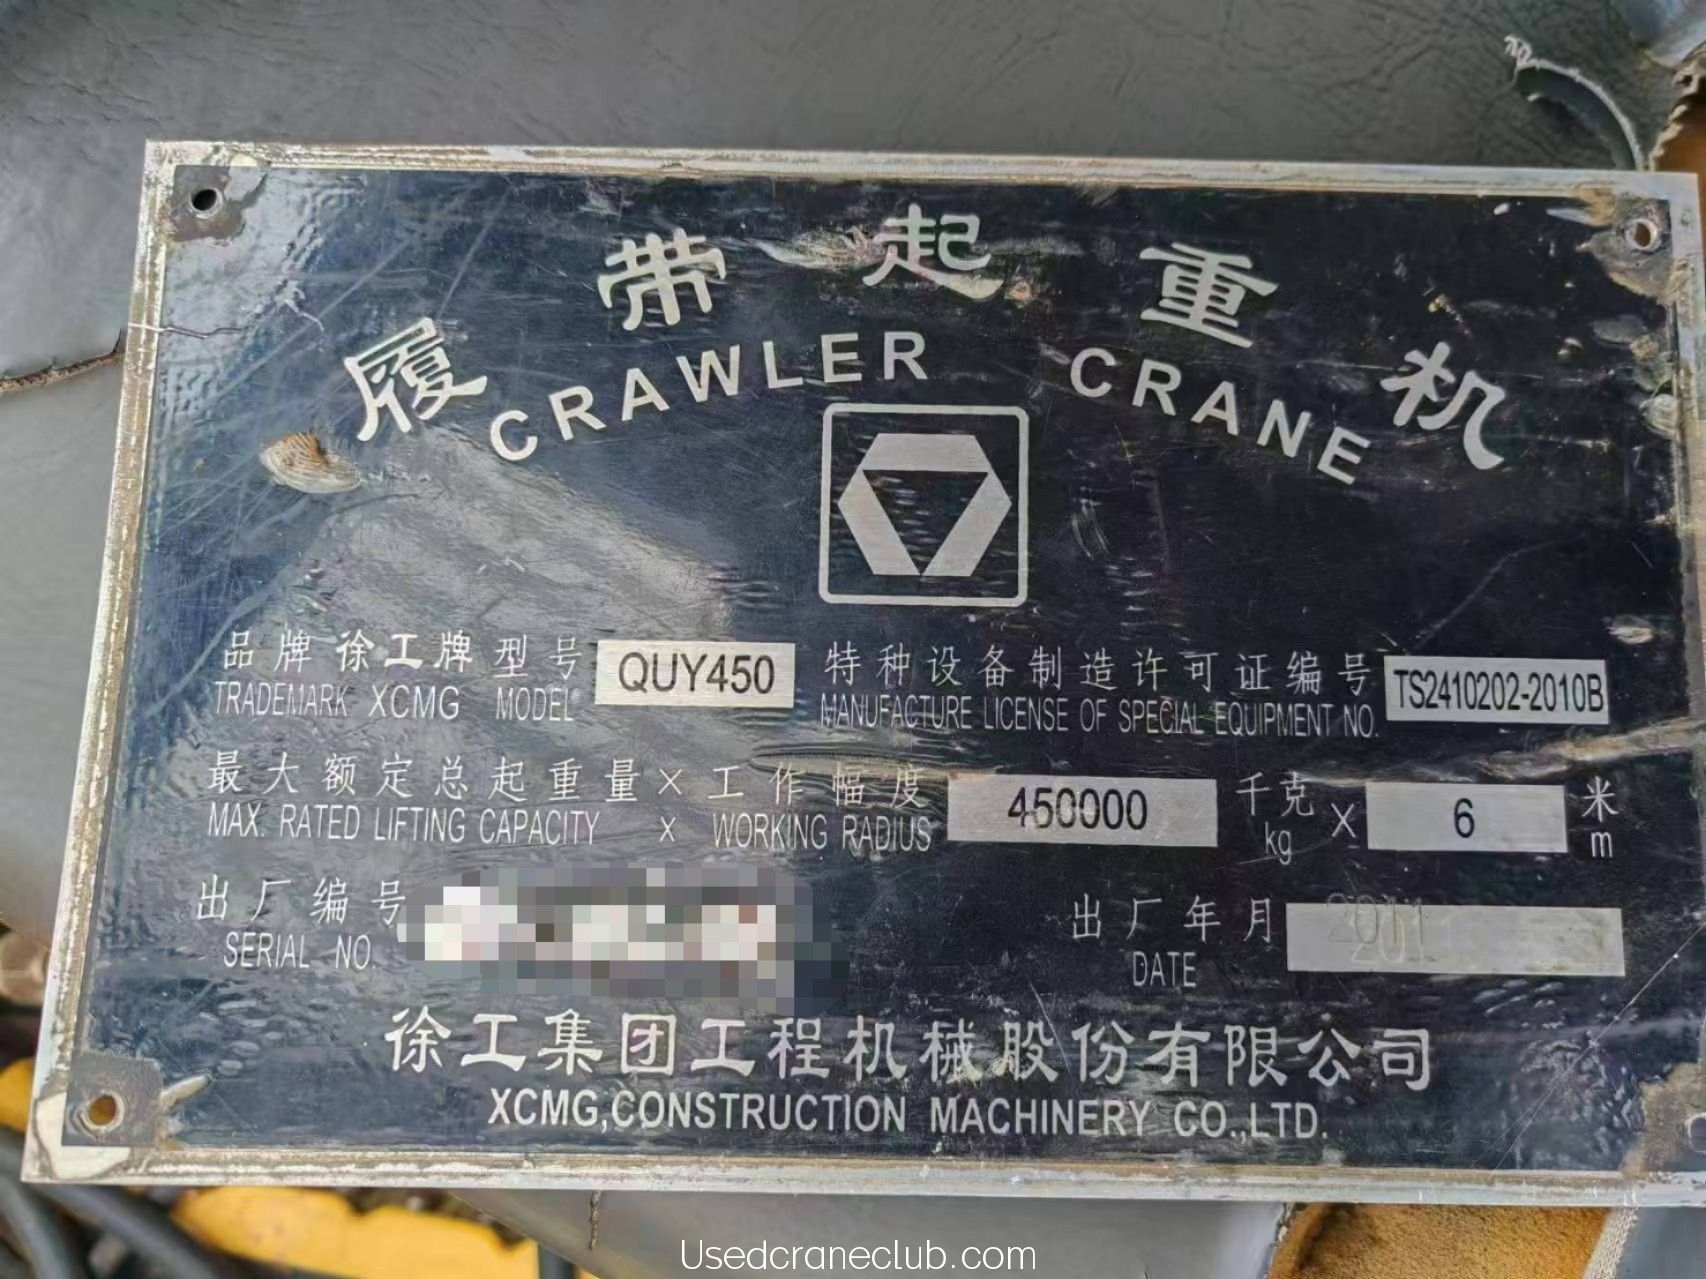 履带起重机
CRAWLER CRANE
品牌 徐工牌 型号 QUY450 特种设备制造许可证编号 TS2410202-2010B
TRADEMARK XCMG MODEL MANUFACTURE LICENSE OF SPECIAL EQUIPMENT NO.
最大额定总起重量 × 工作幅度 450000 千克 × 6 米
MAX. RATED LIFTING CAPACITY x WORKING RADIUS kg m
出厂编号 出厂年月 2011
SERIAL NO. DATE
徐工集团工程机械股份有限公司
XCMG,CONSTRUCTION MACHINERY CO.,LTD.
Usedcraneclub.com